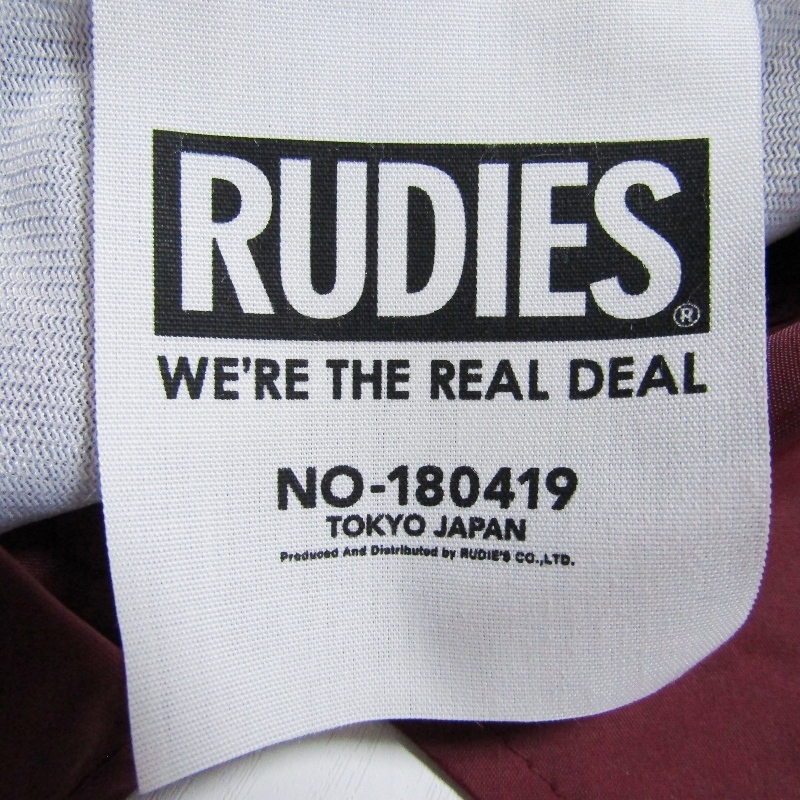 RUDIES®
WE'RE THE REAL DEAL
NO-180419
TOKYO JAPAN
Produced And Distributed by RUDIE'S CO.,LTD.